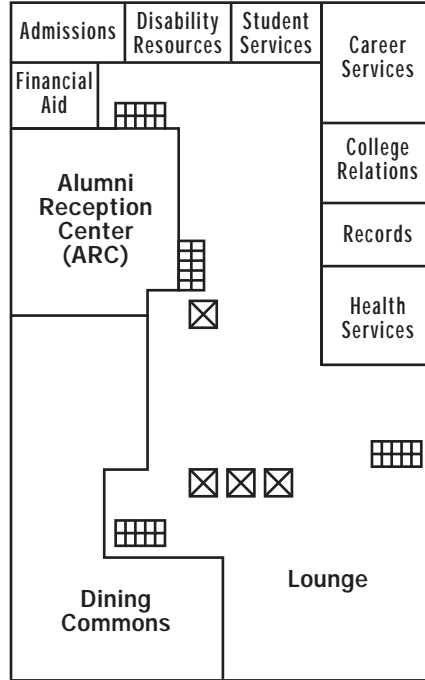 Admissions
Disability
Resources
Student
Services
Career
Services
Financial
Aid
College
Relations
Alumni
Reception
Center
(ARC)
Records
Health
Services
Lounge
Dining
Commons